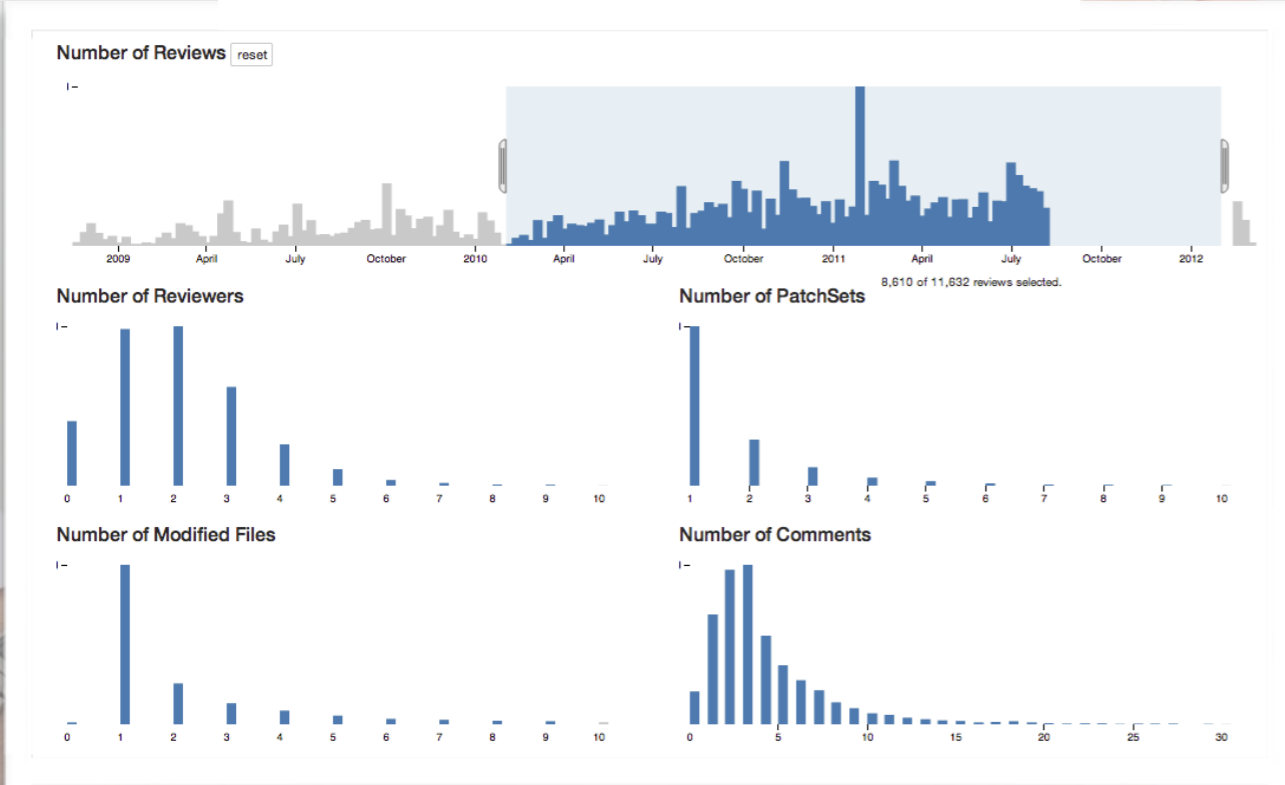 Number of Reviews reset
2009 April July October 2010 April July October 2011 April July October 2012
8,610 of 11,632 reviews selected.
Number of Reviewers
0 1 2 3 4 5 6 7 8 9 10
Number of PatchSets
1 2 3 4 5 6 7 8 9 10
Number of Modified Files
0 1 2 3 4 5 6 7 8 9 10
Number of Comments
0 5 10 15 20 25 30